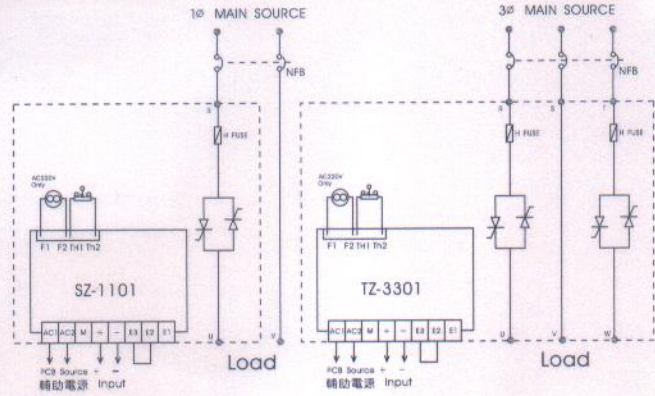 1Ø MAIN SOURCE
NFB
R
H FUSE
AC220V
Only
F1 F2 TH1 Th2
SZ-1101
AC1 AC2 M + - E3 E2 E1
U V
PCB Source + -
輔助電源 Input
Load
3Ø MAIN SOURCE
NFB
R S T
H FUSE H FUSE
AC220V
Only
F1 F2 TH1 Th2
TZ-3301
AC1 AC2 M + - E3 E2 E1
U V W
PCB Source + -
輔助電源 Input
Load